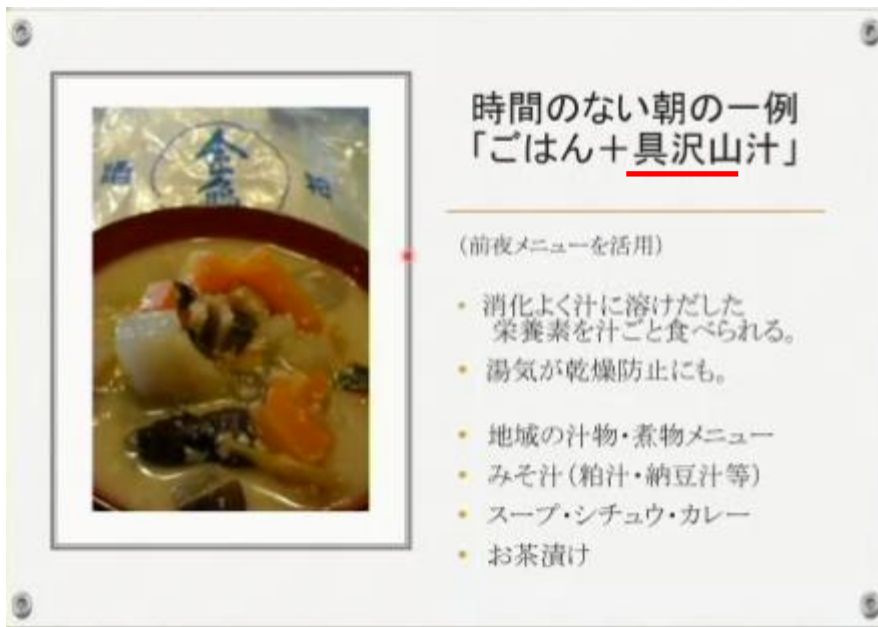 時間のない朝の一例
「ごはん＋具沢山汁」
（前夜メニューを活用）
• 消化よく汁に溶けだした
栄養素を汁ごと食べられる。
• 湯気が乾燥防止にも。
• 地域の汁物・煮物メニュー
• みそ汁（粕汁・納豆汁等）
• スープ・シチュウ・カレー
• お茶漬け